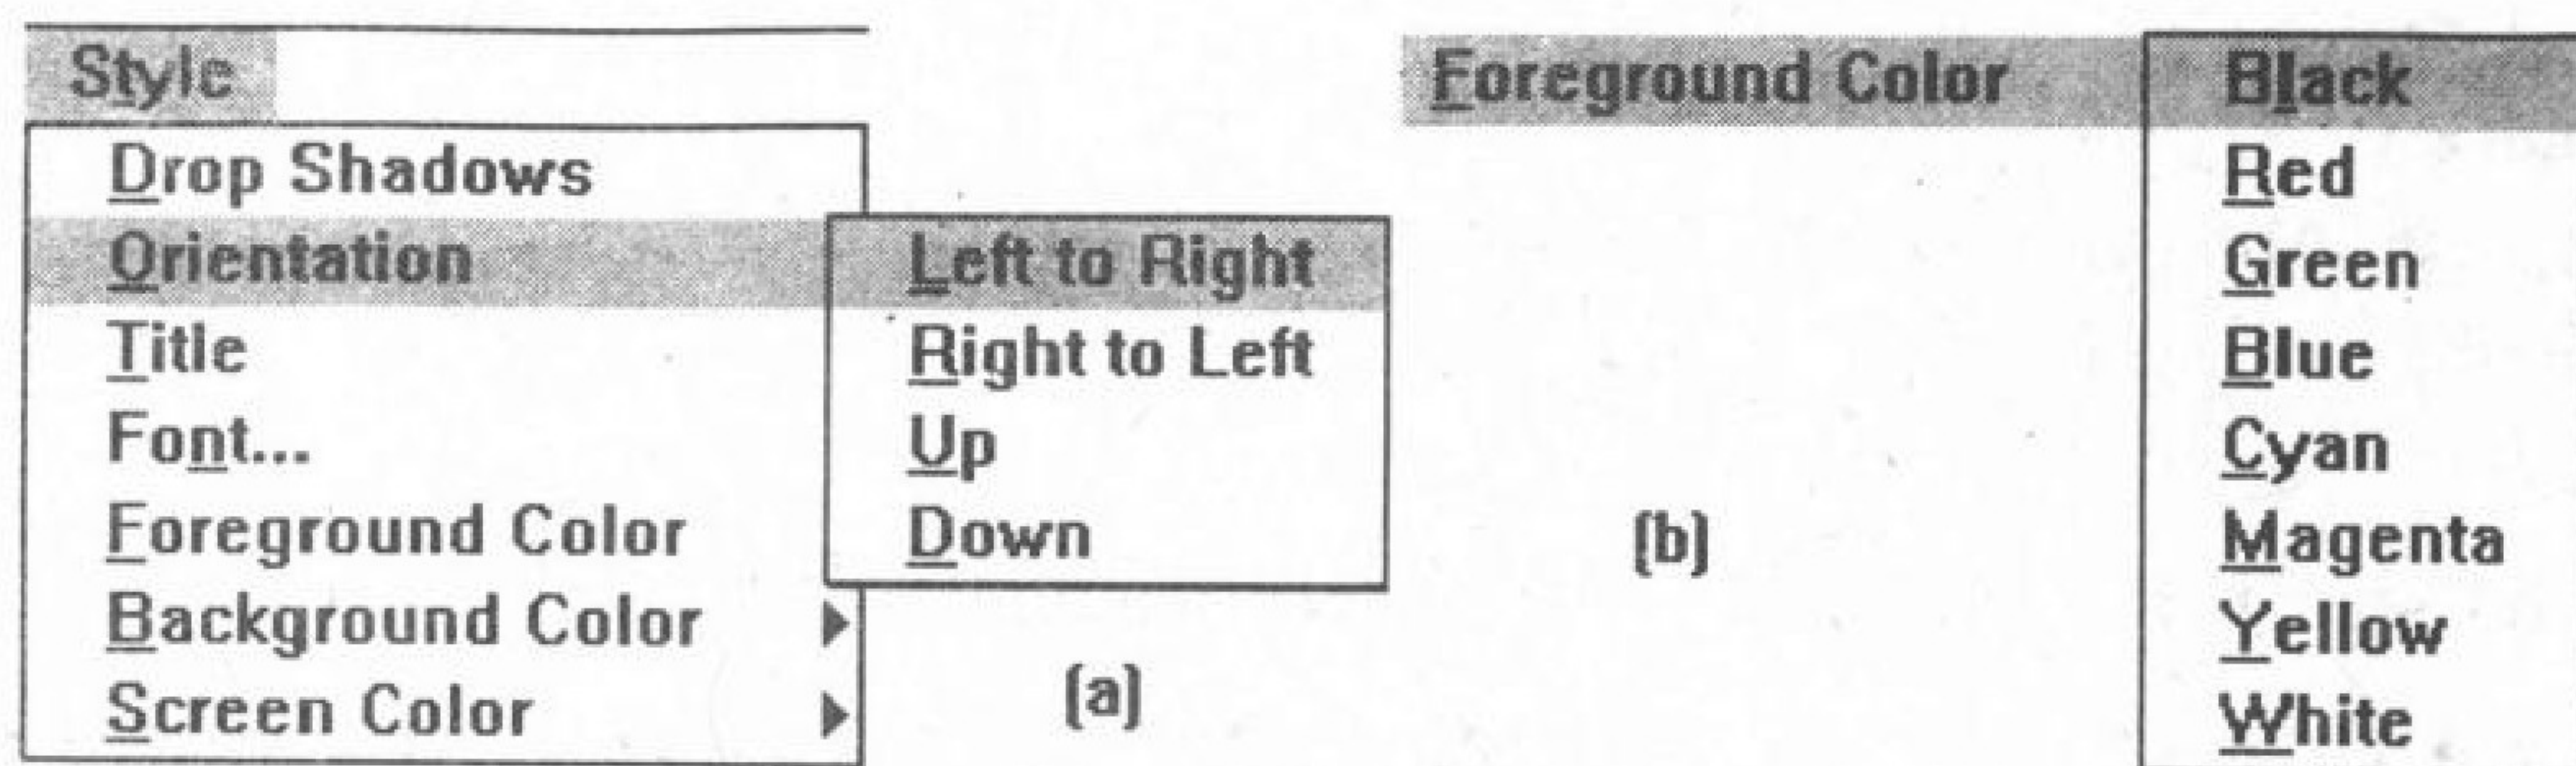 Style
Drop Shadows
Orientation
Title
Font...
Foreground Color
Background Color
Screen Color
Left to Right
Right to Left
Up
Down
(a)
Foreground Color
Black
Red
Green
Blue
Cyan
Magenta
Yellow
White
(b)